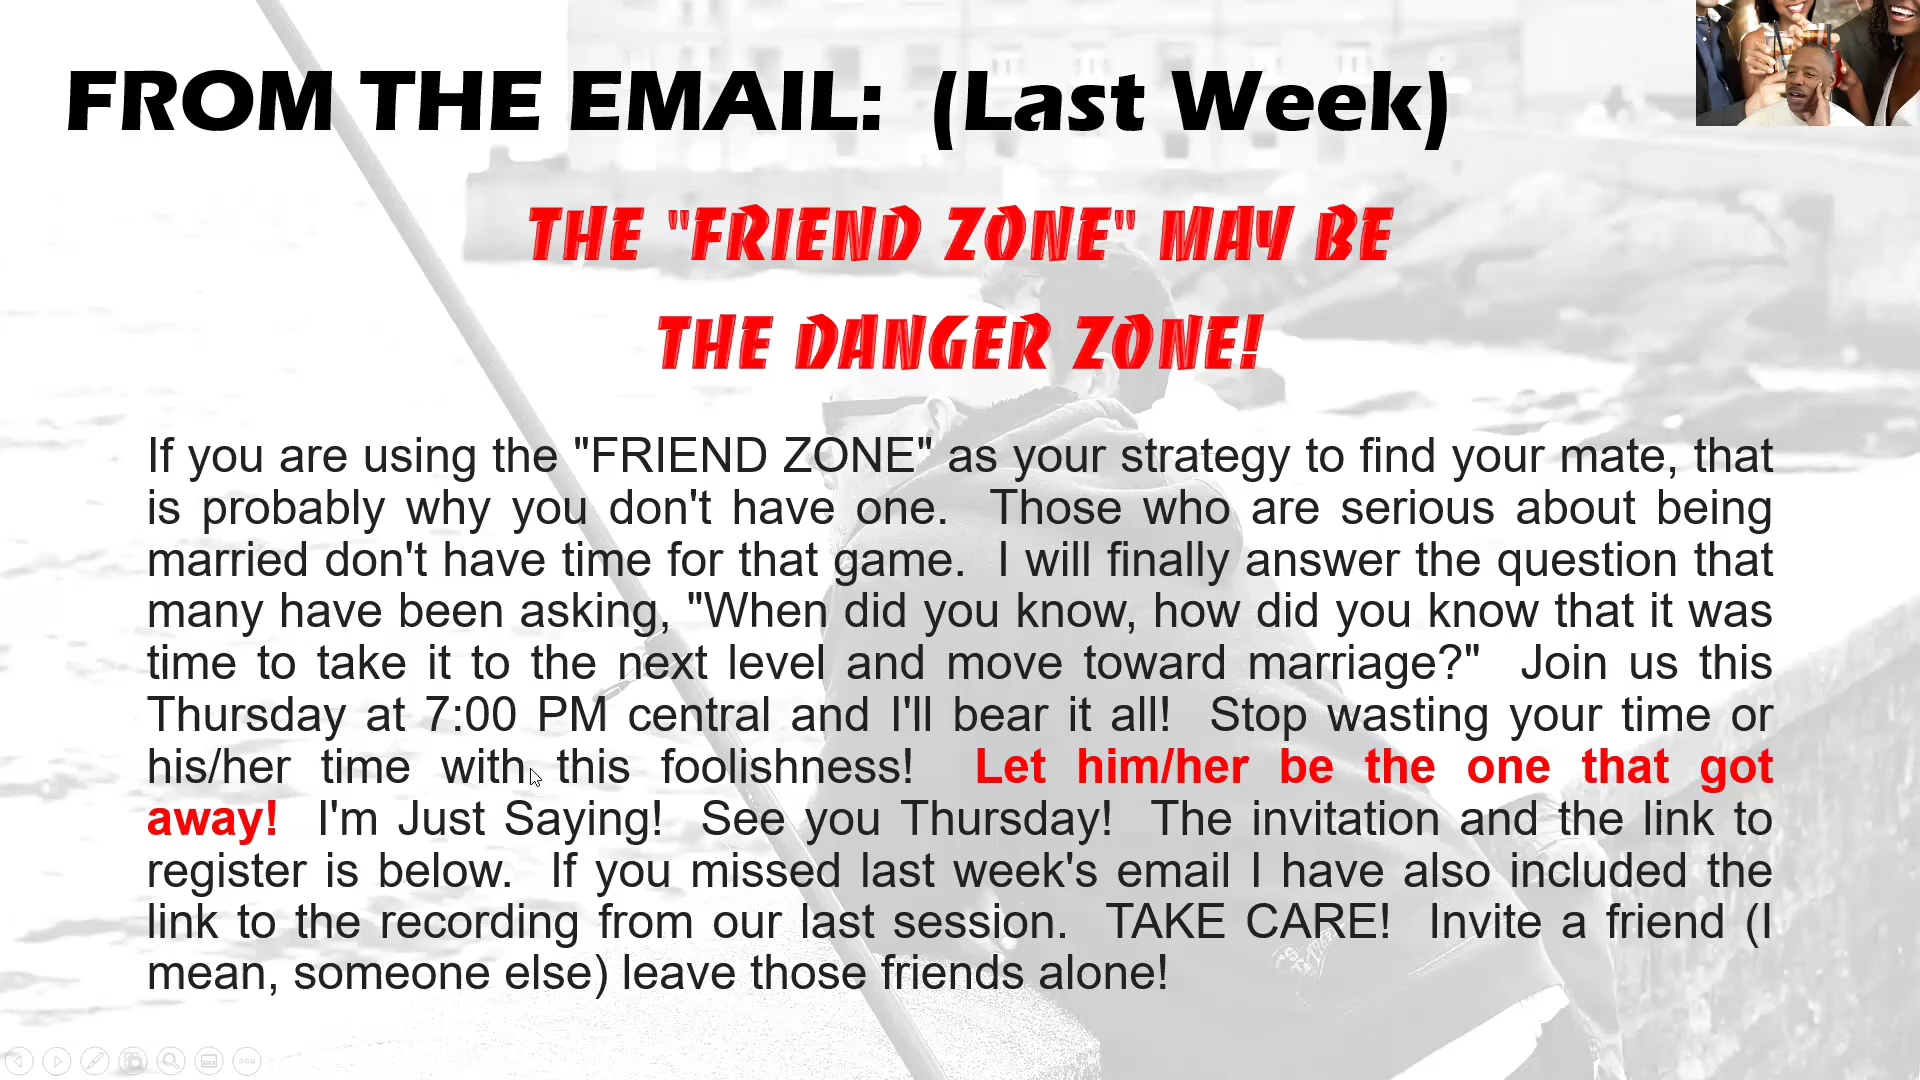 FROM THE EMAIL: (Last Week)
THE "FRIEND ZONE" MAY BE
THE DANGER ZONE!
If you are using the "FRIEND ZONE" as your strategy to find your mate, that
is probably why you don't have one. Those who are serious about being
married don't have time for that game. I will finally answer the question that
many have been asking, "When did you know, how did you know that it was
time to take it to the next level and move toward marriage?" Join us this
Thursday at 7:00 PM central and I'll bear it all! Stop wasting your time or
his/her time with this foolishness! Let him/her be the one that got
away! I'm Just Saying! See you Thursday! The invitation and the link to
register is below. If you missed last week's email I have also included the
link to the recording from our last session. TAKE CARE! Invite a friend (I
mean, someone else) leave those friends alone!